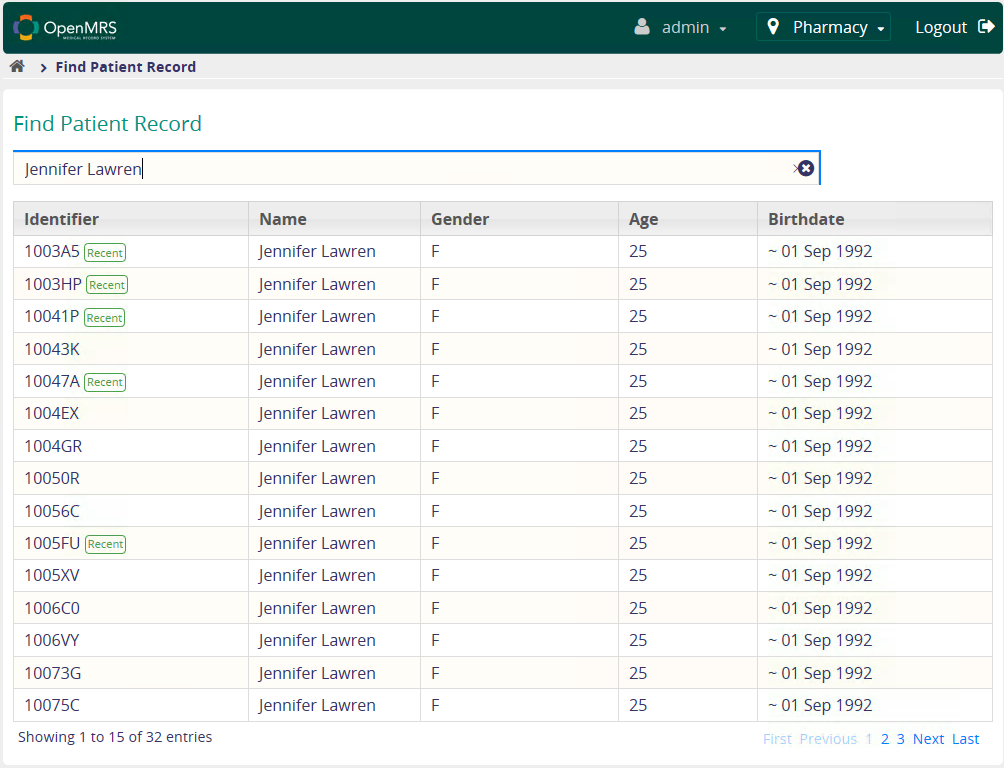 OpenMRS admin Pharmacy Logout
MEDICAL RECORD SYSTEM
Find Patient Record
Find Patient Record
Jennifer Lawren
Identifier Name Gender Age Birthdate
1003A5 Recent Jennifer Lawren F 25 ~ 01 Sep 1992
1003HP Recent Jennifer Lawren F 25 ~ 01 Sep 1992
10041P Recent Jennifer Lawren F 25 ~ 01 Sep 1992
10043K Jennifer Lawren F 25 ~ 01 Sep 1992
10047A Recent Jennifer Lawren F 25 ~ 01 Sep 1992
1004EX Jennifer Lawren F 25 ~ 01 Sep 1992
1004GR Jennifer Lawren F 25 ~ 01 Sep 1992
10050R Jennifer Lawren F 25 ~ 01 Sep 1992
10056C Jennifer Lawren F 25 ~ 01 Sep 1992
1005FU Recent Jennifer Lawren F 25 ~ 01 Sep 1992
1005XV Jennifer Lawren F 25 ~ 01 Sep 1992
1006C0 Jennifer Lawren F 25 ~ 01 Sep 1992
1006VY Jennifer Lawren F 25 ~ 01 Sep 1992
10073G Jennifer Lawren F 25 ~ 01 Sep 1992
10075C Jennifer Lawren F 25 ~ 01 Sep 1992
Showing 1 to 15 of 32 entries First Previous 1 2 3 Next Last